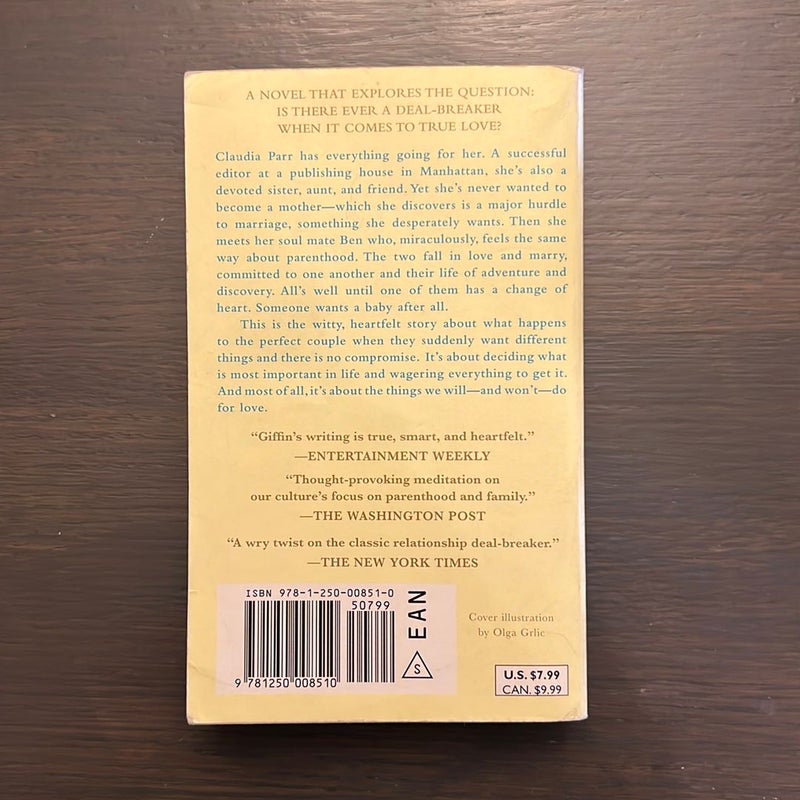 A NOVEL THAT EXPLORES THE QUESTION:
IS THERE EVER A DEAL-BREAKER
WHEN IT COMES TO TRUE LOVE?
Claudia Parr has everything going for her. A successful
editor at a publishing house in Manhattan, she's also a
devoted sister, aunt, and friend. Yet she's never wanted to
become a mother—which she discovers is a major hurdle
to marriage, something she desperately wants. Then she
meets her soul mate Ben who, miraculously, feels the same
way about parenthood. The two fall in love and marry,
committed to one another and their life of adventure and
discovery. All's well until one of them has a change of
heart. Someone wants a baby after all.
This is the witty, heartfelt story about what happens
to the perfect couple when they suddenly want different
things and there is no compromise. It's about deciding what
is most important in life and wagering everything to get it.
And most of all, it's about the things we will—and won't—do
for love.
“Giffin's writing is true, smart, and heartfelt.”
—ENTERTAINMENT WEEKLY
“Thought-provoking meditation on
our culture's focus on parenthood and family.”
—THE WASHINGTON POST
“A wry twist on the classic relationship deal-breaker.”
—THE NEW YORK TIMES
ISBN 978-1-250-00851-0
50799
EAN
S
9 781250 008510
Cover illustration
by Olga Grlic
U.S. $7.99
CAN. $9.99